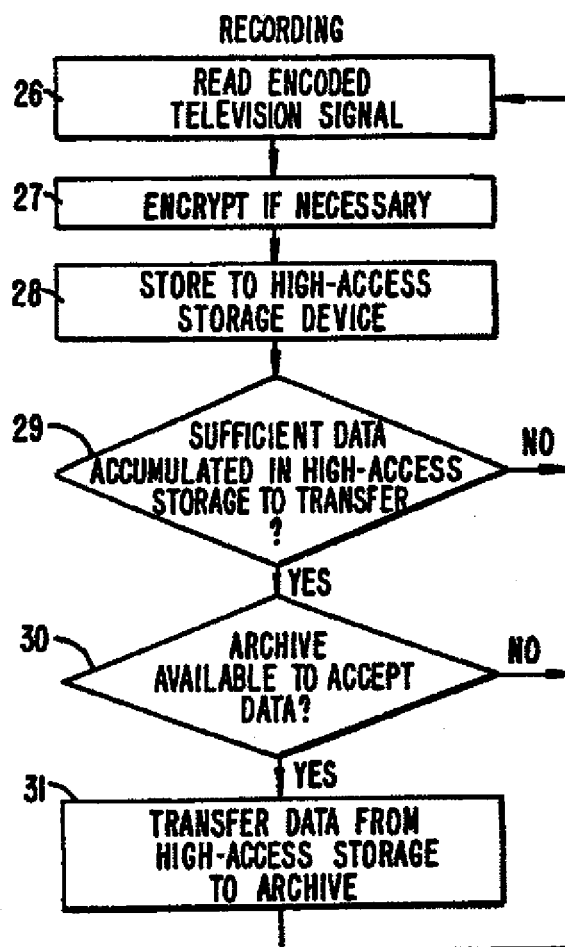 RECORDING
26
READ ENCODED
TELEVISION SIGNAL
27
ENCRYPT IF NECESSARY
28
STORE TO HIGH-ACCESS
STORAGE DEVICE
29
SUFFICIENT DATA
ACCUMULATED IN HIGH-ACCESS
STORAGE TO TRANSFER
?
NO
YES
30
ARCHIVE
AVAILABLE TO ACCEPT
DATA?
NO
YES
31
TRANSFER DATA FROM
HIGH-ACCESS STORAGE
TO ARCHIVE